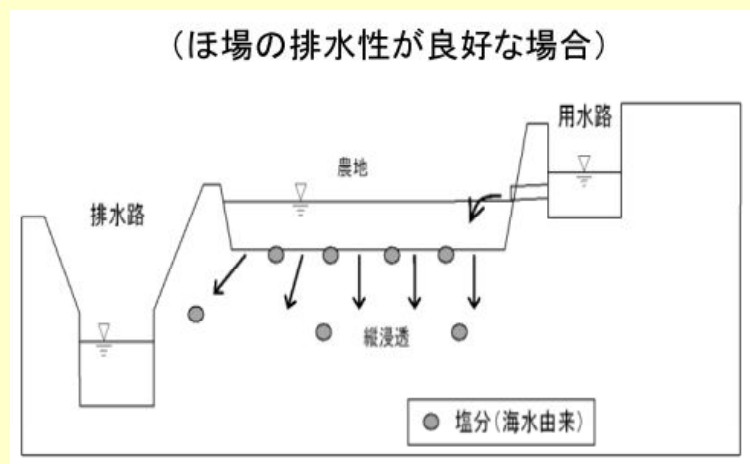 （ほ場の排水性が良好な場合）
用水路
農地
排水路
縦浸透
塩分（海水由来）